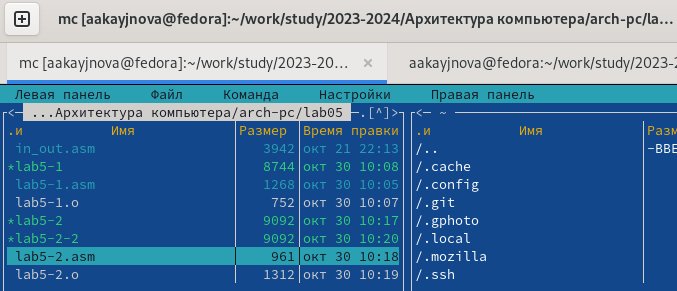 mc [aakayjnova@fedora]:~/work/study/2023-2024/Архитектура компьютера/arch-pc/la...
mc [aakayjnova@fedora]:~/work/study/2023-20... × aakayjnova@fedora:~/work/study/2023-2
Левая панель Файл Команда Настройки Правая панель
<— ...Архитектура компьютера/arch-pc/lab05 —.[^]> <— ~
.и Имя Размер Время правки .и Имя Разм
in_out.asm 3942 окт 21 22:13 /.. -ВВЕ
*lab5-1 8744 окт 30 10:08 /.cache
lab5-1.asm 1268 окт 30 10:05 /.config
lab5-1.o 752 окт 30 10:07 /.git
*lab5-2 9092 окт 30 10:17 /.gphoto
*lab5-2-2 9092 окт 30 10:20 /.local
lab5-2.asm 961 окт 30 10:18 /.mozilla
lab5-2.o 1312 окт 30 10:19 /.ssh